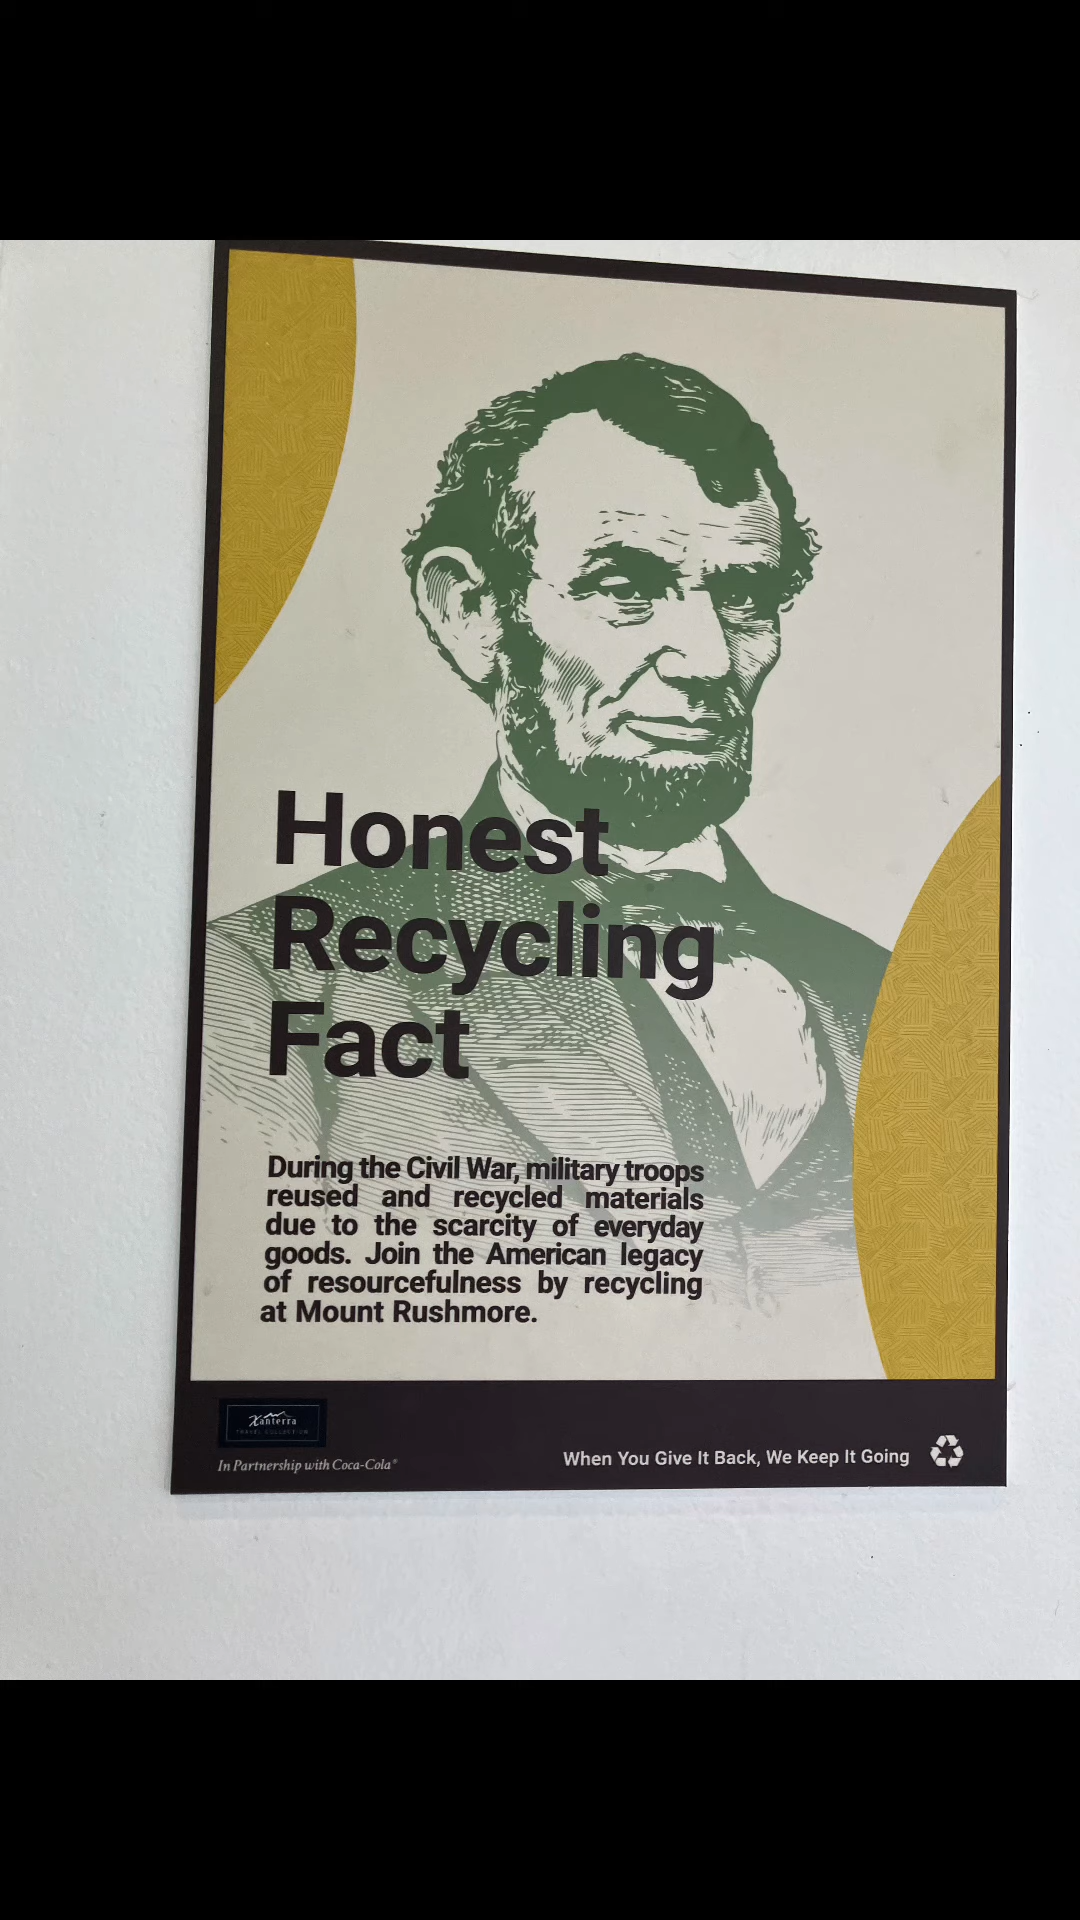 Honest
Recycling
Fact
During the Civil War, military troops
reused and recycled materials
due to the scarcity of everyday
goods. Join the American legacy
of resourcefulness by recycling
at Mount Rushmore.
Xanterra
TRAVEL COLLECTION
In Partnership with Coca-Cola®
When You Give It Back, We Keep It Going